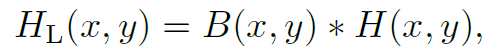 H_L(x, y) = B(x, y) ∗ H(x, y),